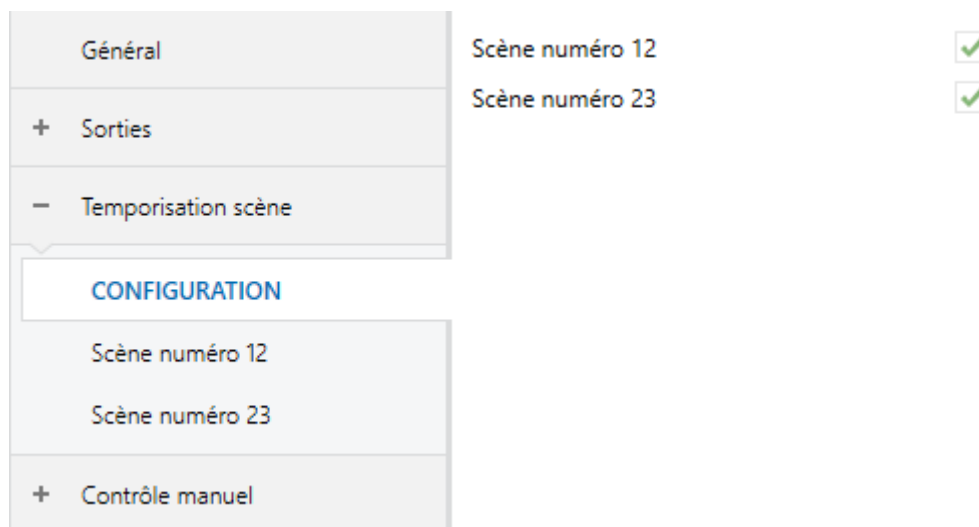 Général
Sorties
Temporisation scène
CONFIGURATION
Scène numéro 12
Scène numéro 23
Contrôle manuel
Scène numéro 12
Scène numéro 23